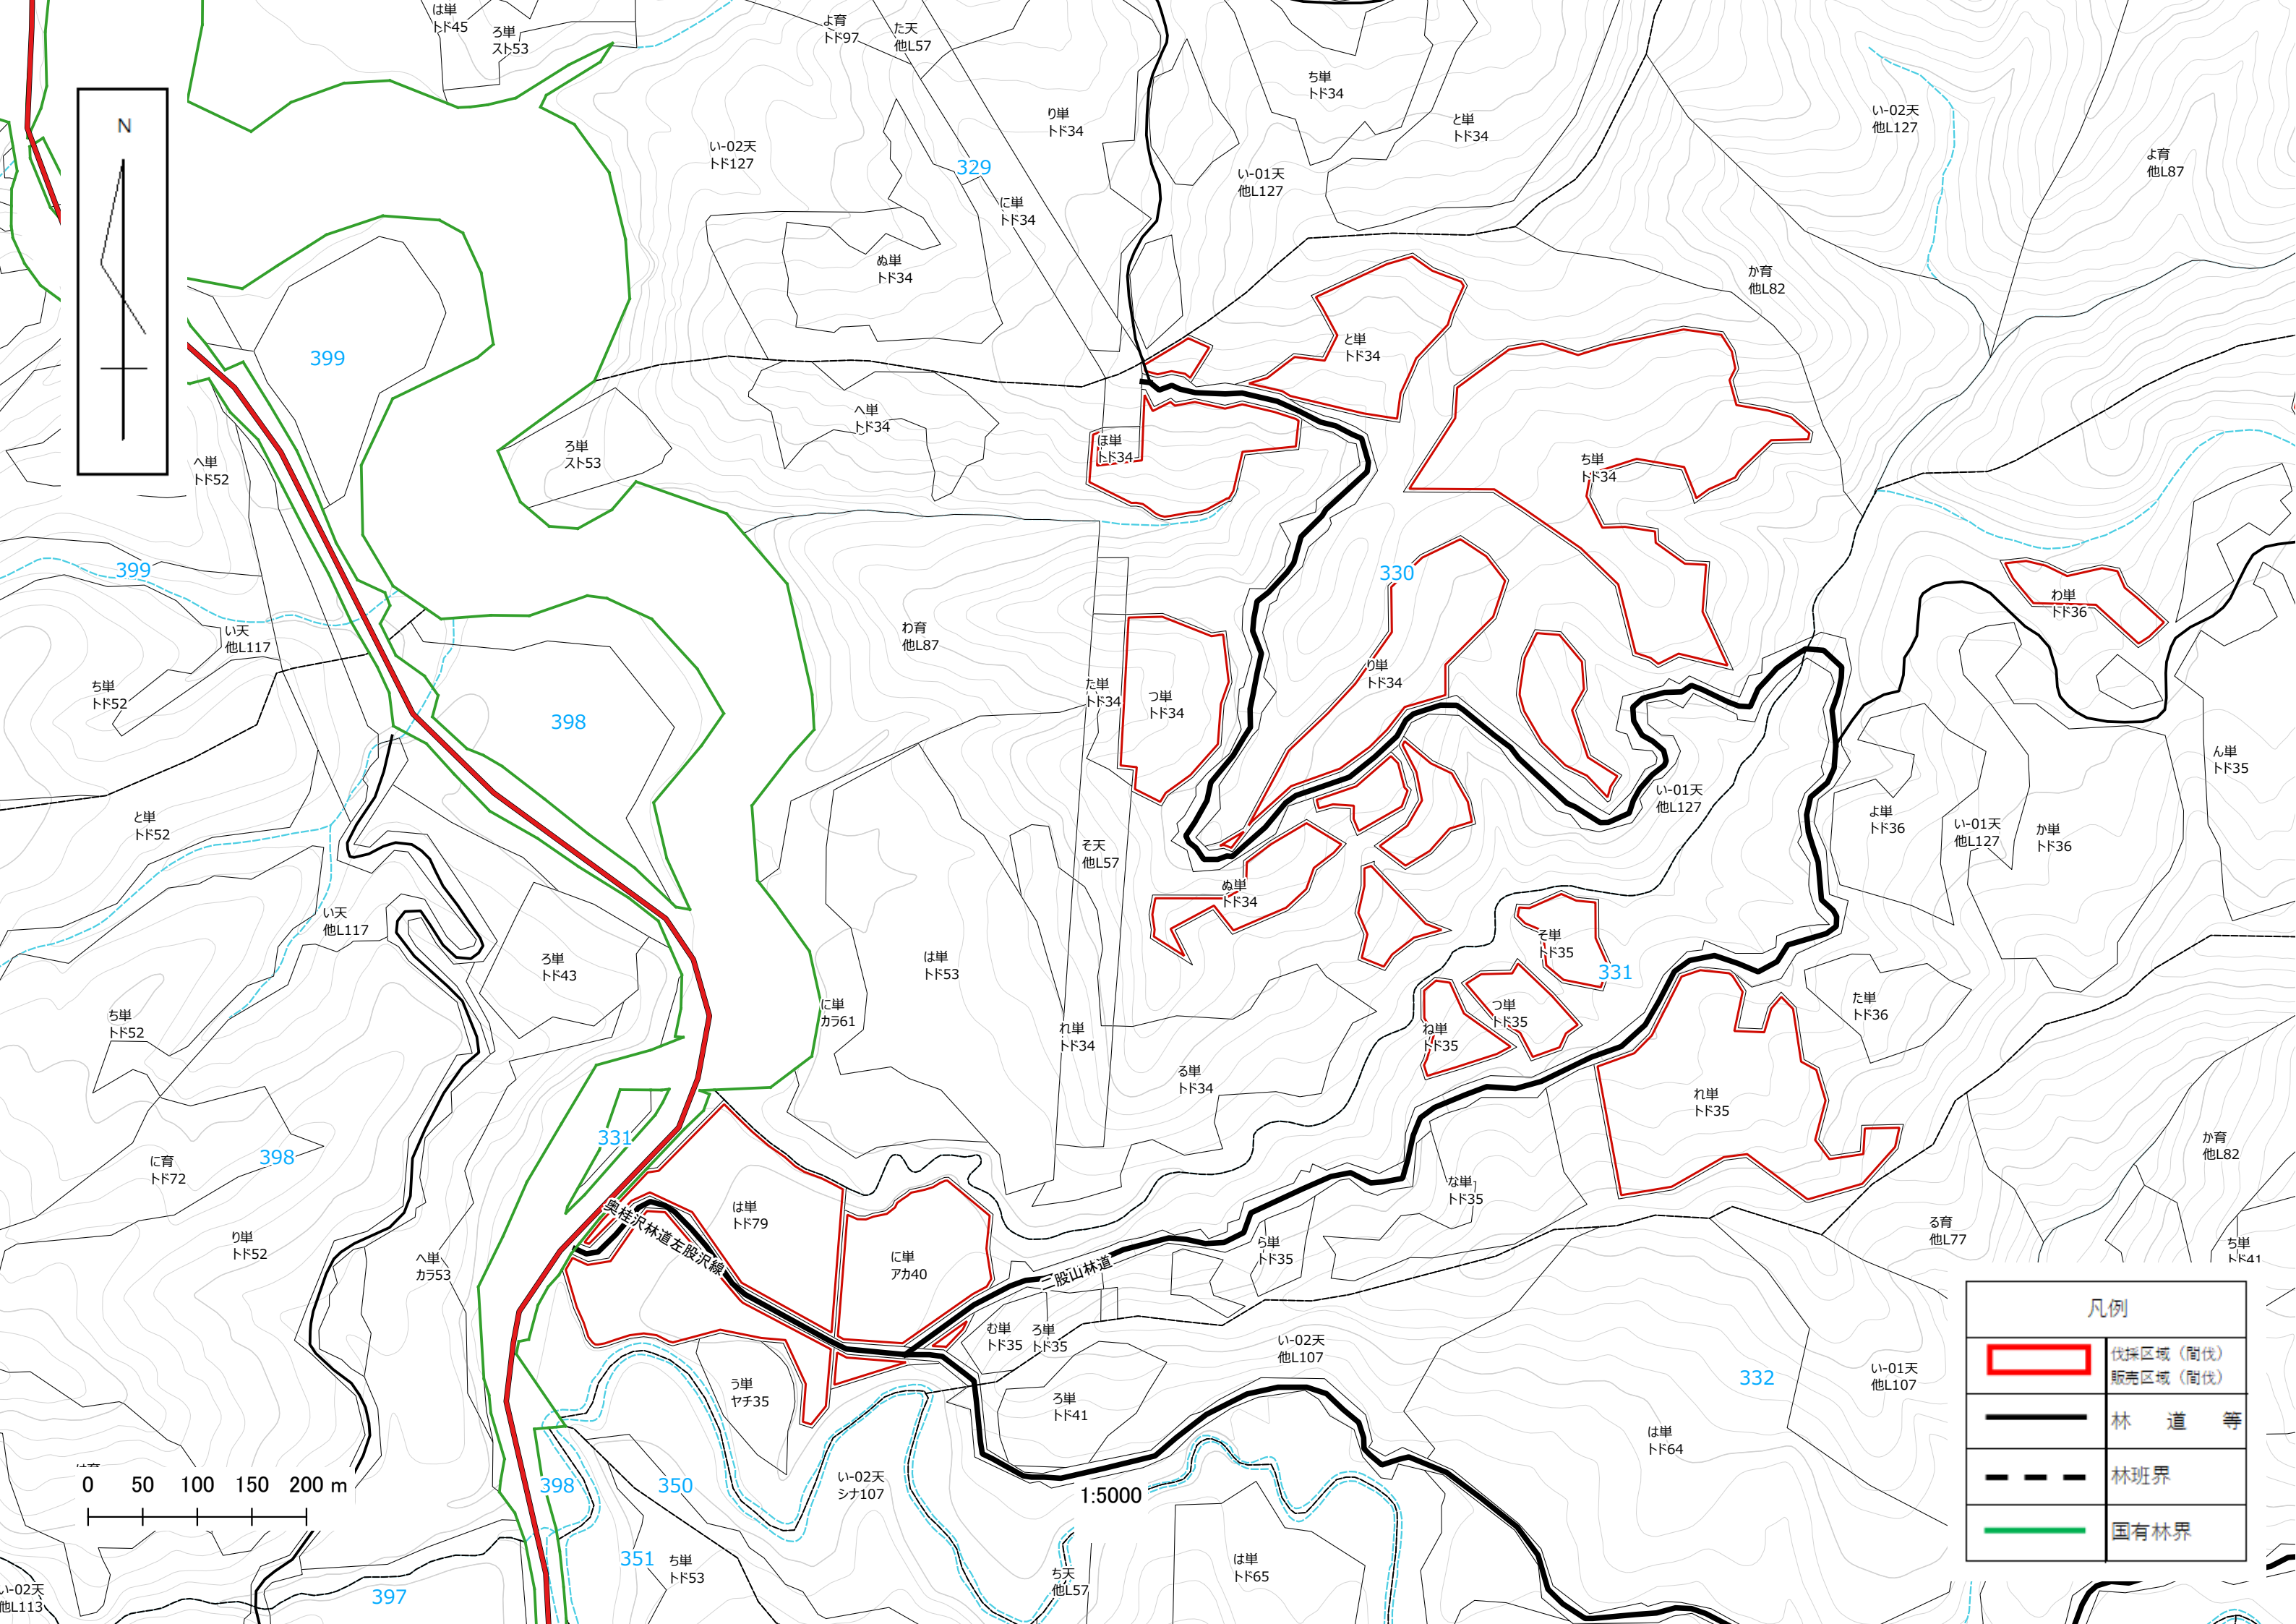 は単
トド45
ろ単
スト53
よ育
トド97
た天
他L57
ち単
トド34
り単
トド34
と単
トド34
い-02天
他L127
よ育
他L87
N
い-02天
トド127
329
い-01天
他L127
に単
トド34
ぬ単
トド34
か育
他L82
399
と単
トド34
へ単
トド34
ろ単
スト53
ほ単
トド34
へ単
トド52
ち単
トド34
399
330
わ単
トド36
い天
他L117
わ育
他L87
り単
トド34
ち単
トド52
た単
トド34
つ単
トド34
398
ん単
トド35
い-01天
他L127
と単
トド52
よ単
トド36
い-01天
他L127
か単
トド36
そ天
他L57
ぬ単
トド34
い天
他L117
そ単
トド35
331
ろ単
トド43
は単
トド53
た単
トド36
に単
カラ61
つ単
トド35
ち単
トド52
れ単
トド34
ね単
トド35
る単
トド34
れ単
トド35
331
398
に育
トド72
か育
他L82
な単
トド35
は単
トド79
奥桂沢林道左股沢線
り単
トド52
る育
他L77
ら単
トド35
ち単
トド41
へ単
カラ53
に単
アカ40
二股山林道
凡例
伐採区域（間伐）
販売区域（間伐）
林　道　等
林班界
国有林界
む単
トド35
ろ単
トド35
い-02天
他L107
332
い-01天
他L107
う単
ヤチ35
ろ単
トド41
は単
トド64
0 50 100 150 200 m
398
350
い-02天
シナ107
1:5000
351
ち単
トド53
ち天
他L57
は単
トド65
い-02天
他L113
397